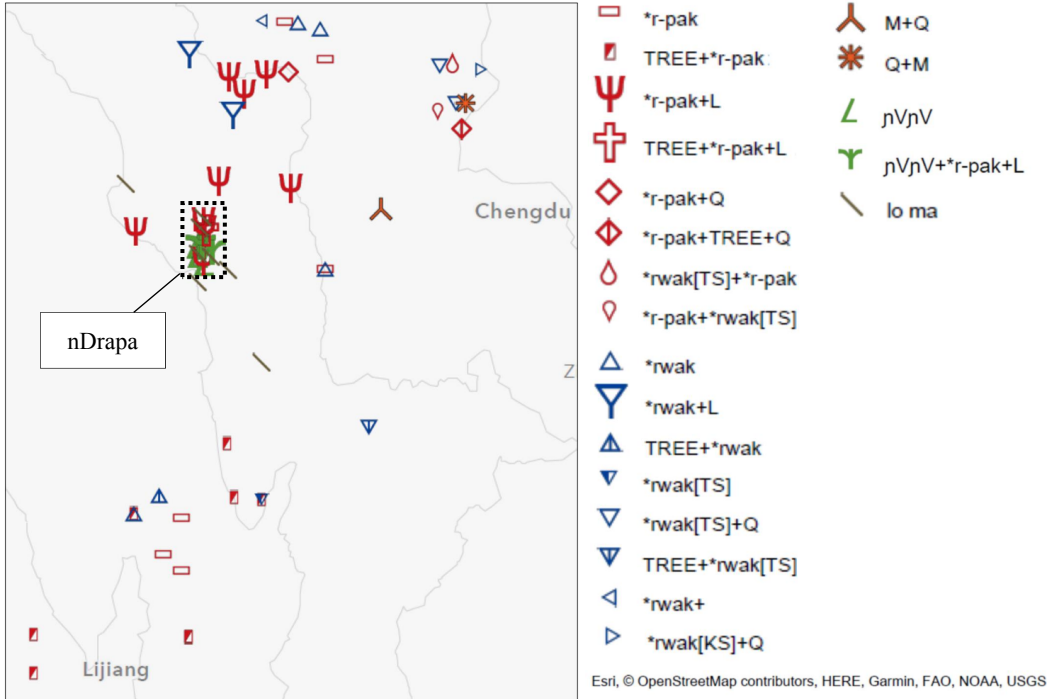 Chengdu
nDrapa
Z
Lijiang
*r-pak
TREE+*r-pak
*r-pak+L
TREE+*r-pak+L
*r-pak+Q
*r-pak+TREE+Q
*rwak[TS]+*r-pak
*r-pak+*rwak[TS]
*rwak
*rwak+L
TREE+*rwak
*rwak[TS]
*rwak[TS]+Q
TREE+*rwak[TS]
*rwak+
*rwak[KS]+Q
M+Q
Q+M
ɲVɲV
ɲVɲV+*r-pak+L
lo ma
Esri, © OpenStreetMap contributors, HERE, Garmin, FAO, NOAA, USGS